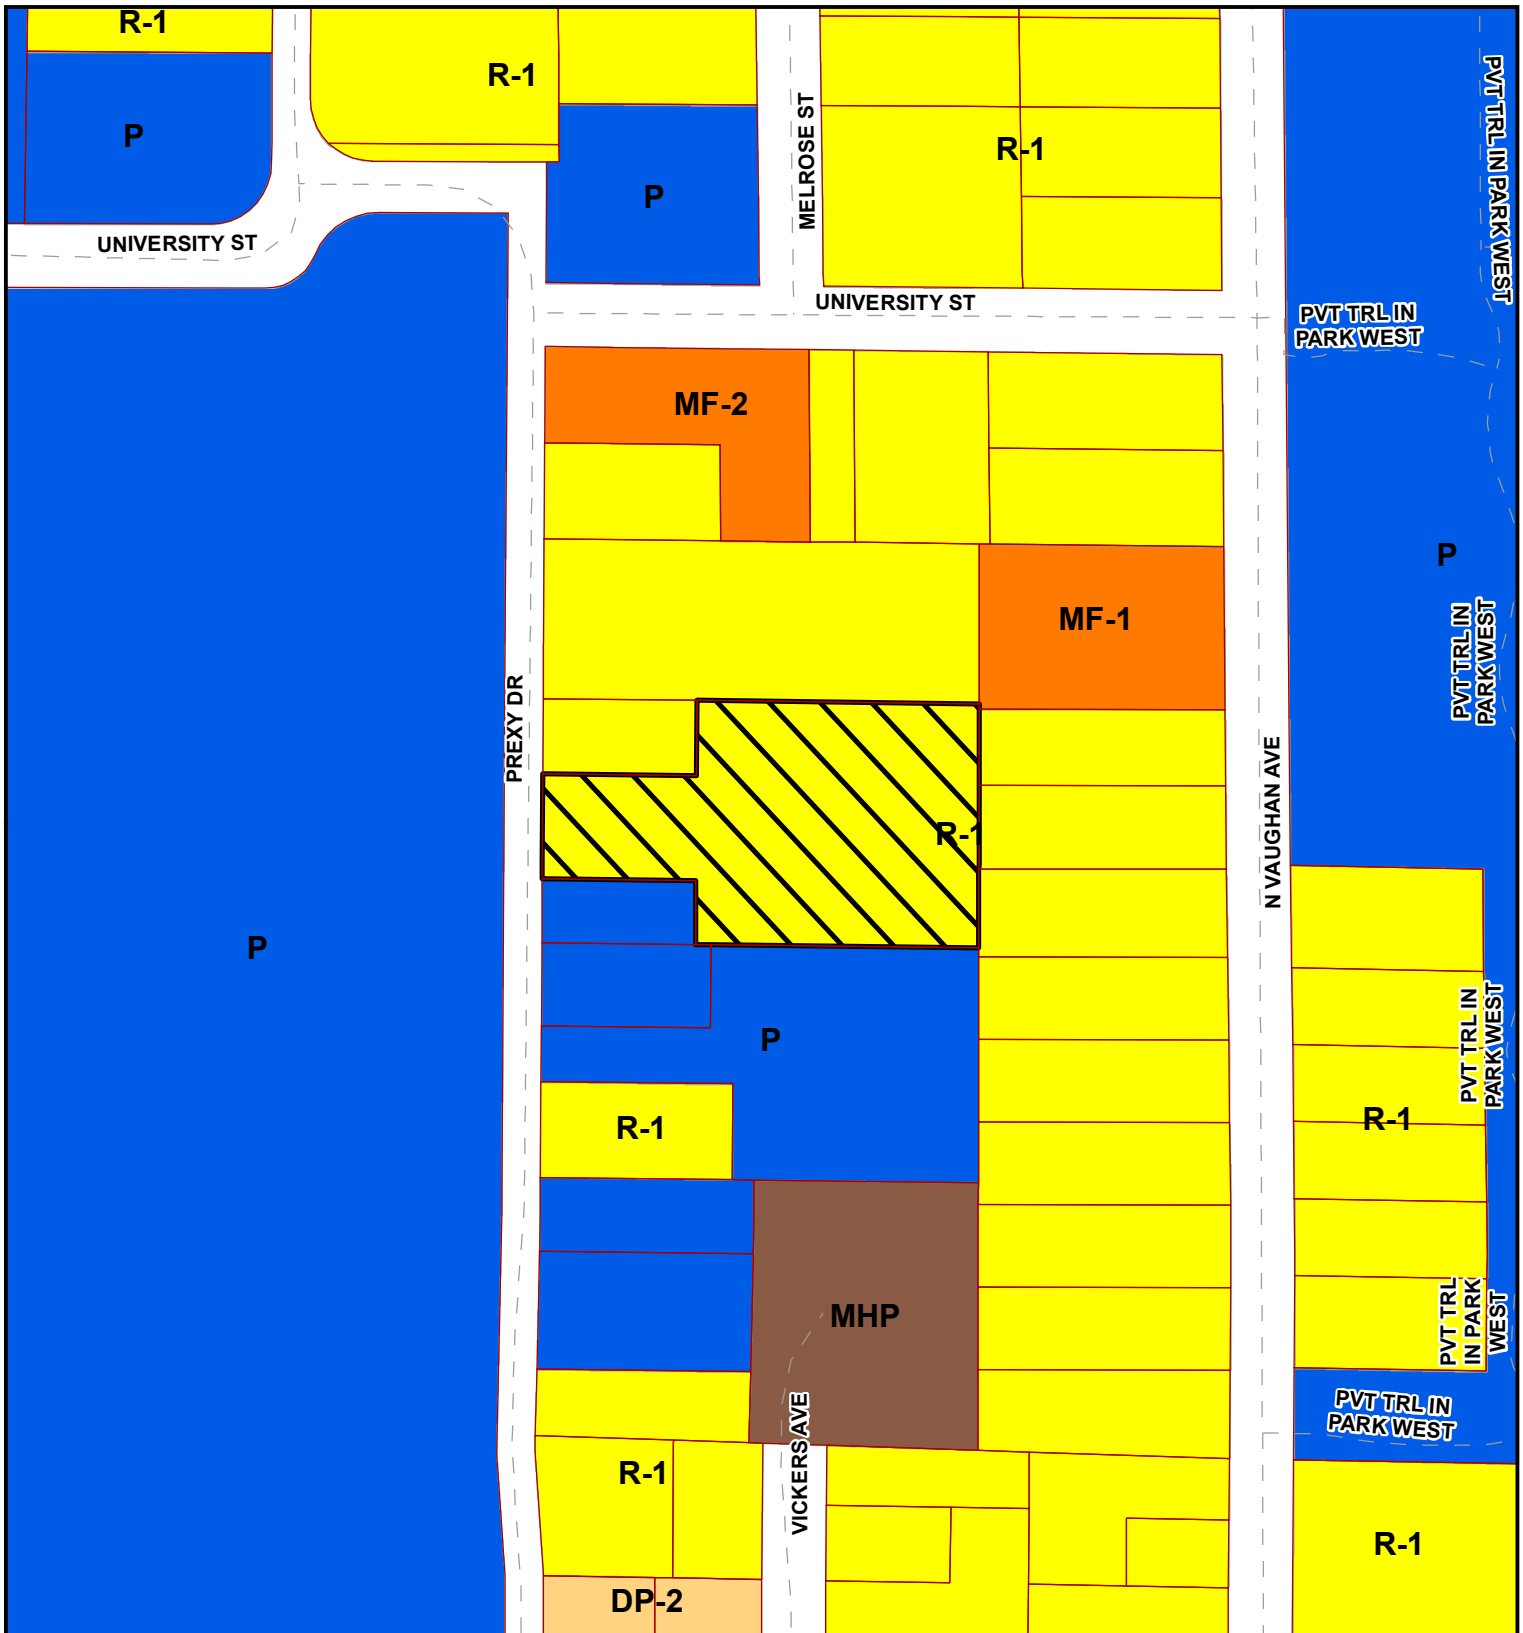 R-1
R-1
P
R-1
P
MELROSE ST
PVT TRL IN PARK WEST
UNIVERSITY ST
UNIVERSITY ST
PVT TRL IN
PARK WEST
MF-2
P
MF-1
PVT TRL IN
PARK WEST
PREXY DR
N VAUGHAN AVE
R-1
P
P
PVT TRL IN
PARK WEST
R-1
R-1
MHP
PVT TRL
IN PARK
WEST
PVT TRL IN
PARK WEST
VICKERS AVE
R-1
R-1
DP-2